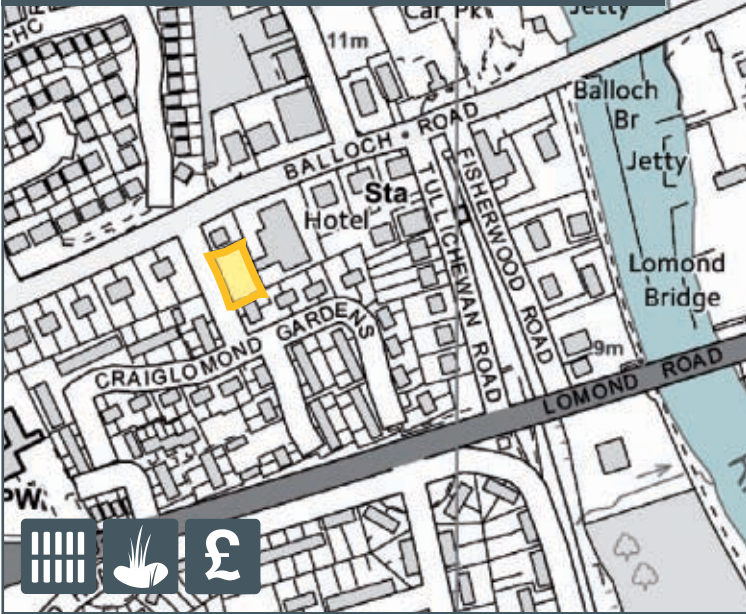 CHC
Car Pk
Jetty
11m
Balloch
Br
BALLOCH • ROAD
Jetty
Sta
Hotel
TULLICHEWAN ROAD
FISHERWOOD ROAD
Lomond
Bridge
CRAIGLOMOND GARDENS
9m
LOMOND ROAD
PW
£